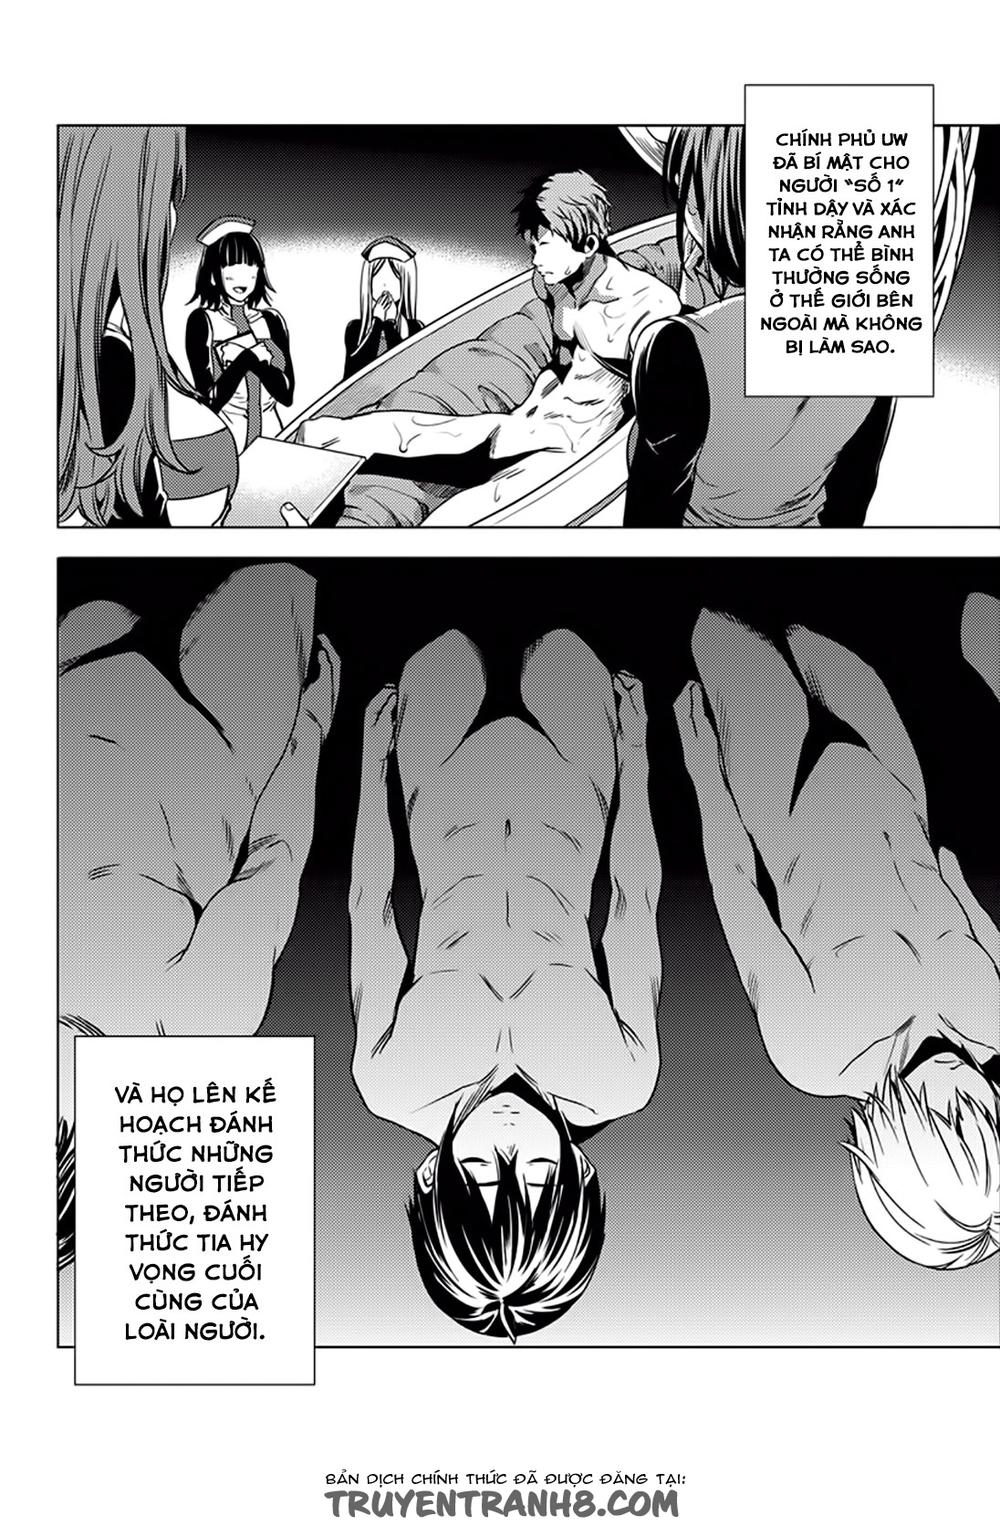 CHÍNH PHỦ UW
ĐÃ BÍ MẬT CHO
NGƯỜI "SỐ 1"
TỈNH DẬY VÀ XÁC
NHẬN RẰNG ANH
TA CÓ THỂ BÌNH
THƯỜNG SỐNG
Ở THẾ GIỚI BÊN
NGOÀI MÀ KHÔNG
BỊ LÀM SAO.
VÀ HỌ LÊN KẾ
HOẠCH ĐÁNH
THỨC NHỮNG
NGƯỜI TIẾP
THEO, ĐÁNH
THỨC TIA HY
VỌNG CUỐI
CÙNG CỦA
LOÀI NGƯỜI.
BẢN DỊCH CHÍNH THỨC ĐÃ ĐƯỢC ĐĂNG TẠI:
TRUYENTRANH8.COM